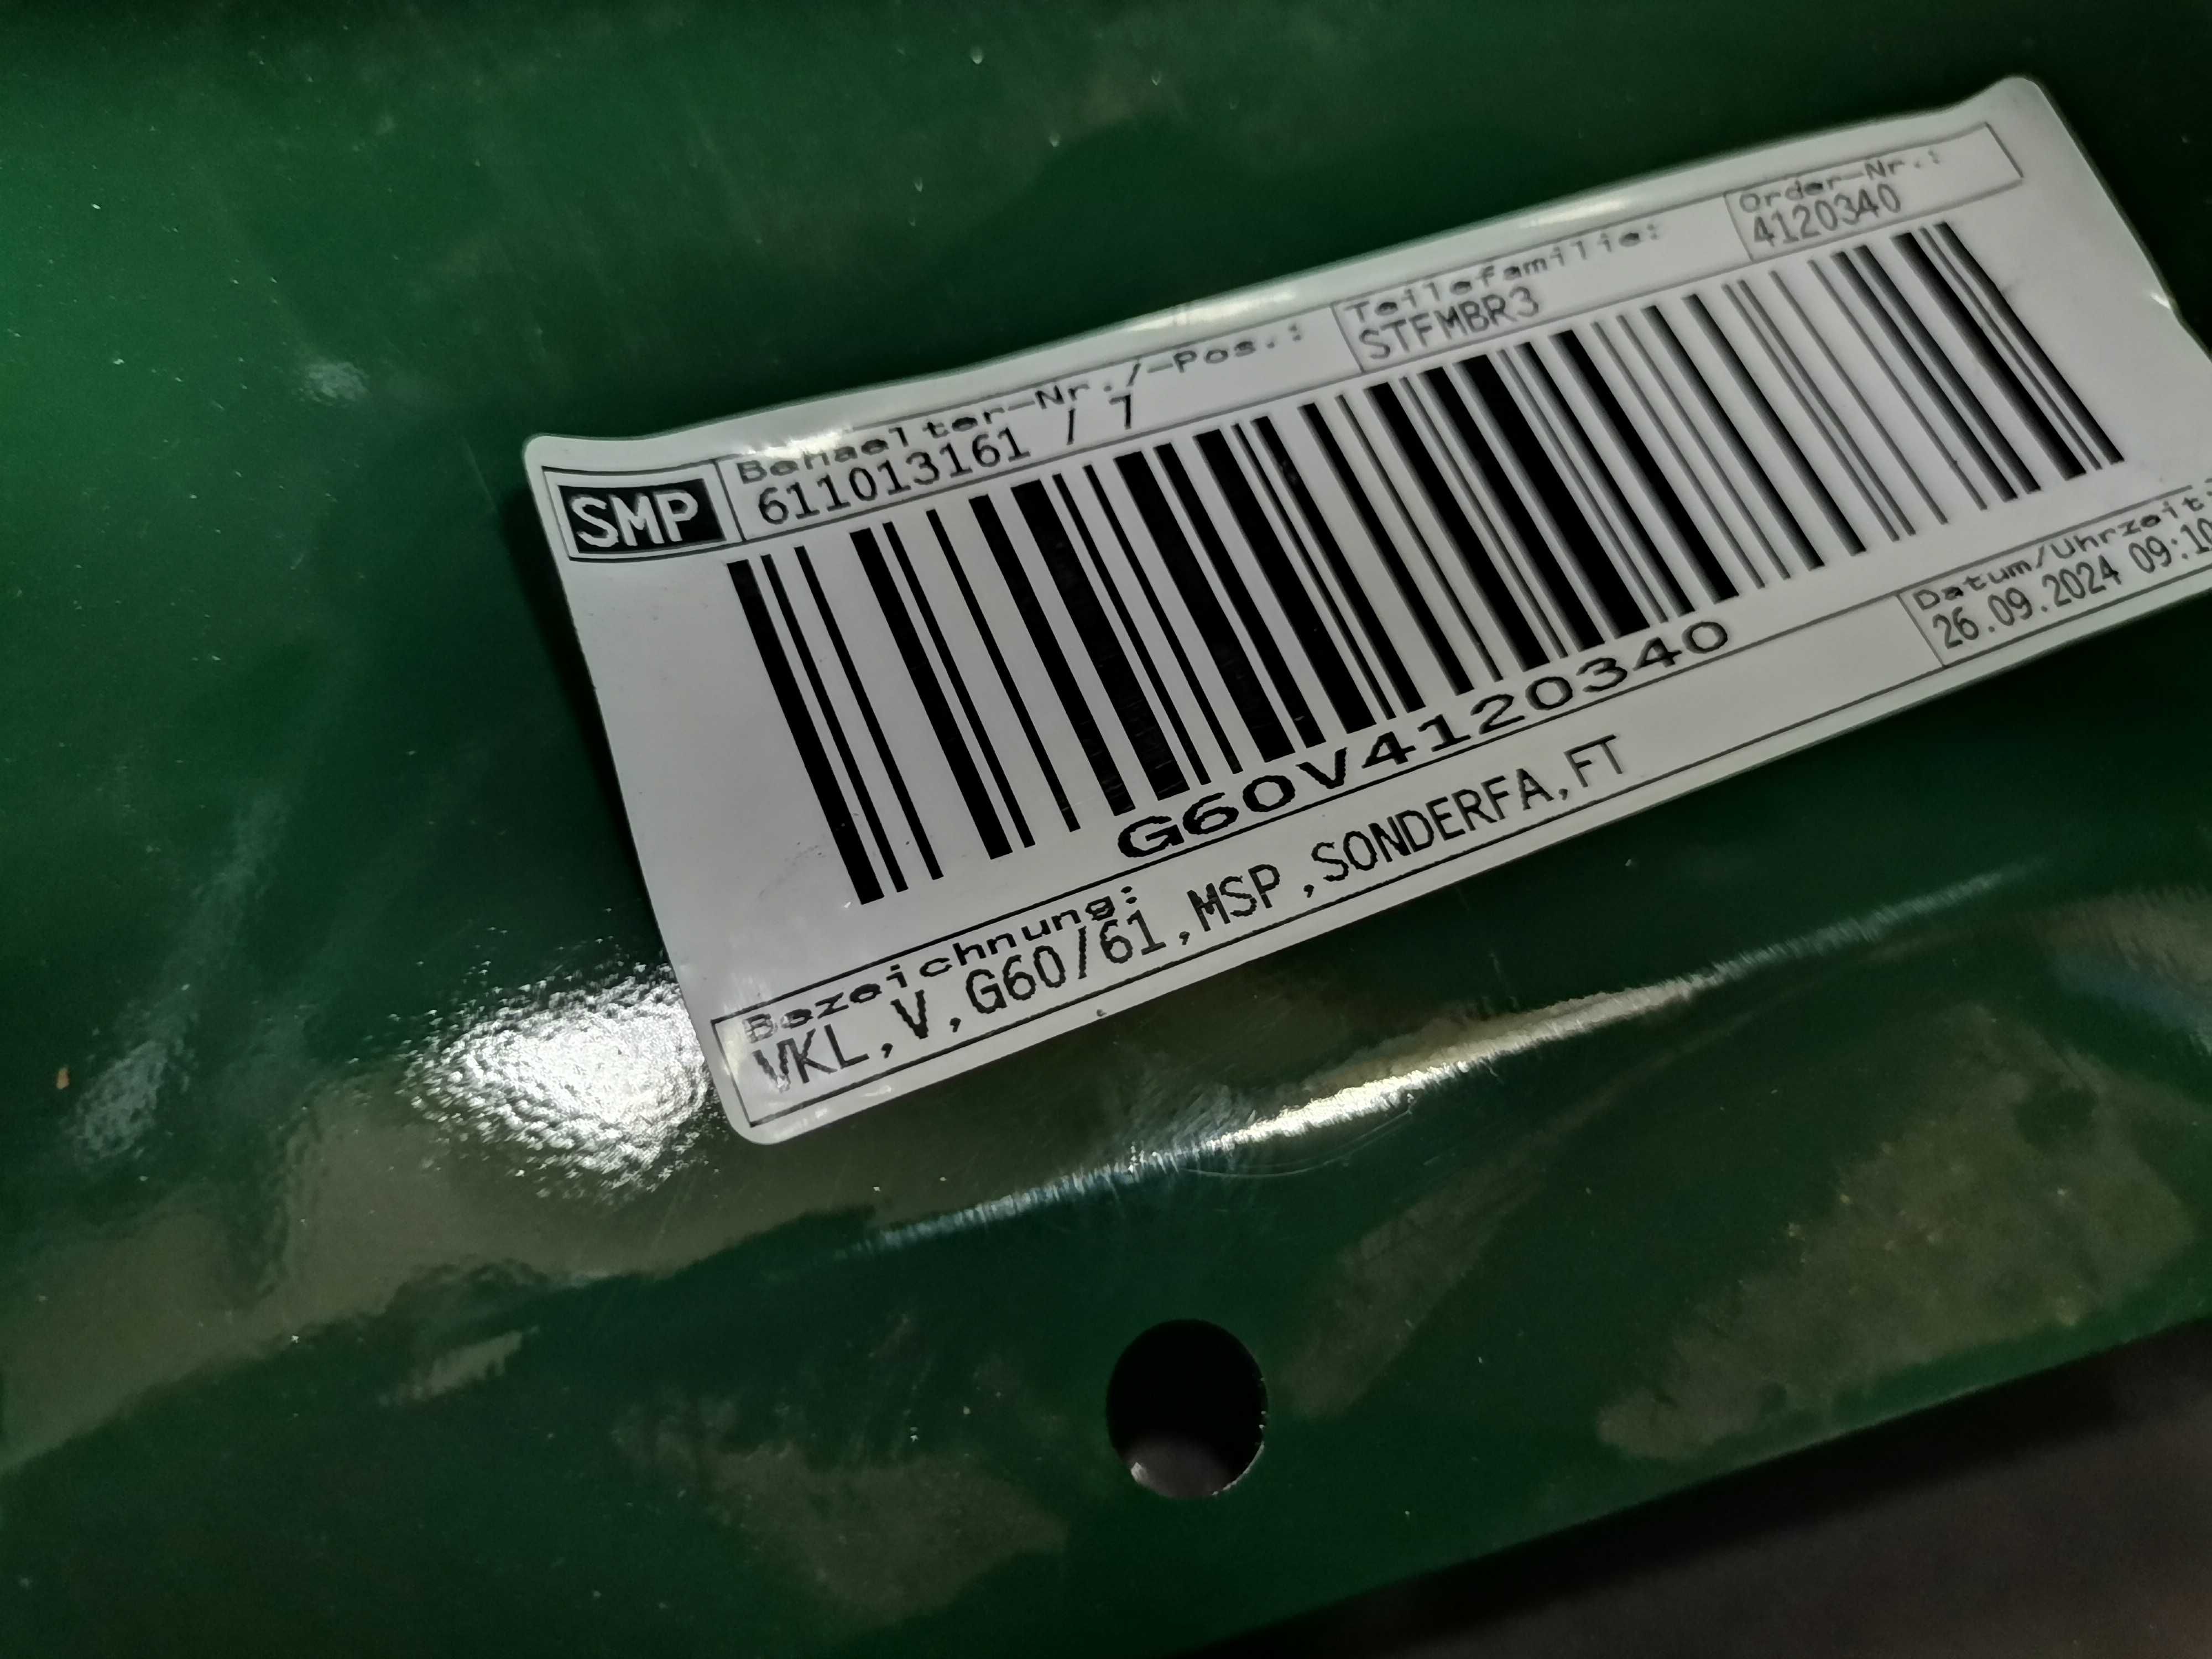 SMP
Behaelter-Nr./-Pos.:
611013161 / 7
Teilefamilie:
STFMBR3
Order-Nr.:
4120340
G60V4120340
Bezeichnung:
VKL,V,G60/61,MSP,SONDERFA,FT
Datum/Uhrzeit:
26.09.2024 09:10